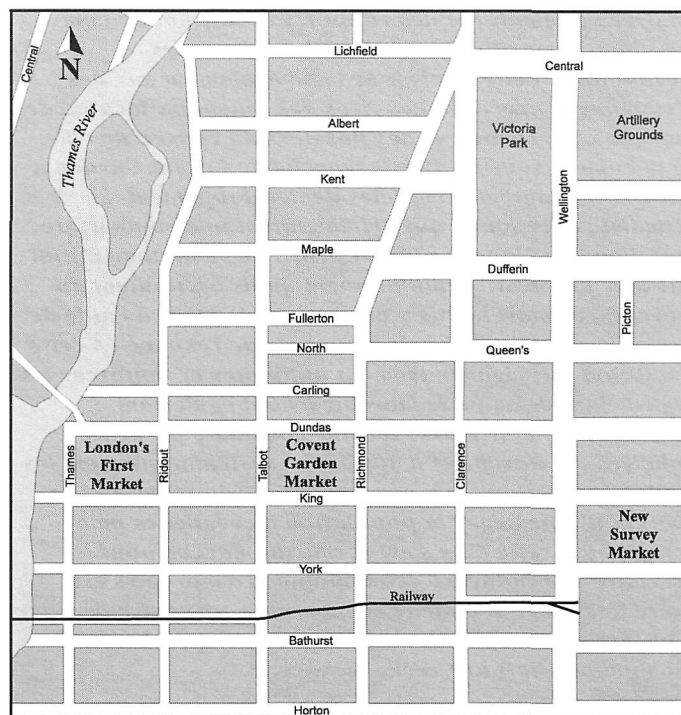 Central
N
Thames River
Lichfield
Central
Albert
Victoria
Park
Artillery
Grounds
Kent
Wellington
Maple
Dufferin
Fullerton
Picton
North
Queen's
Carling
Dundas
Thames
London's
First
Market
Ridout
Talbot
Covent
Garden
Market
Richmond
Clarence
King
New
Survey
Market
York
Railway
Bathurst
Horton